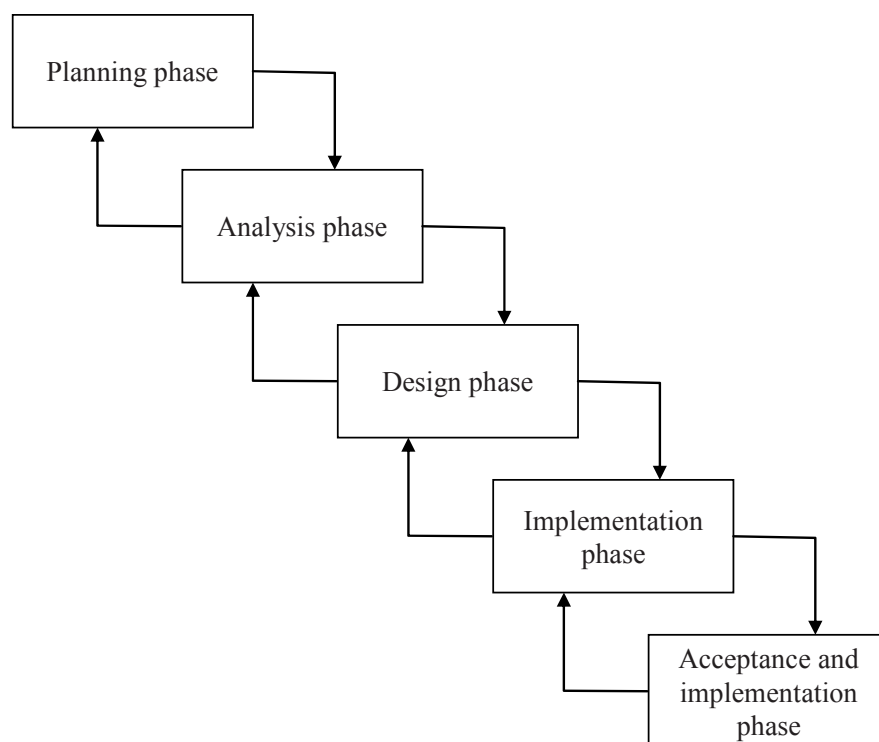 Planning phase
Analysis phase
Design phase
Implementation
phase
Acceptance and
implementation
phase